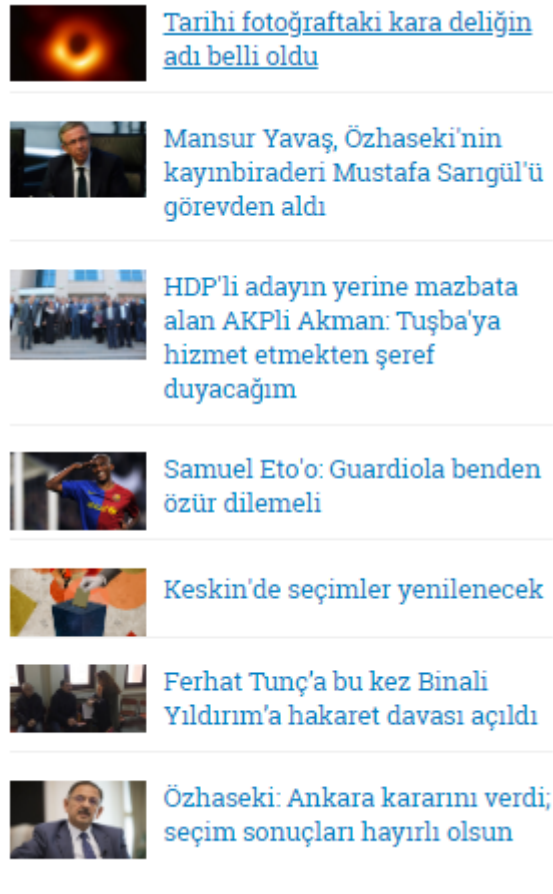 Tarihi fotoğraftaki kara deliğin
adı belli oldu
Mansur Yavaş, Özhaseki'nin
kayınbiraderi Mustafa Sarıgül'ü
görevden aldı
HDP'li adayın yerine mazbata
alan AKPli Akman: Tuşba'ya
hizmet etmekten şeref
duyacağım
Samuel Eto'o: Guardiola benden
özür dilemeli
Keskin'de seçimler yenilenecek
Ferhat Tunç’a bu kez Binali
Yıldırım’a hakaret davası açıldı
Özhaseki: Ankara kararını verdi;
seçim sonuçları hayırlı olsun